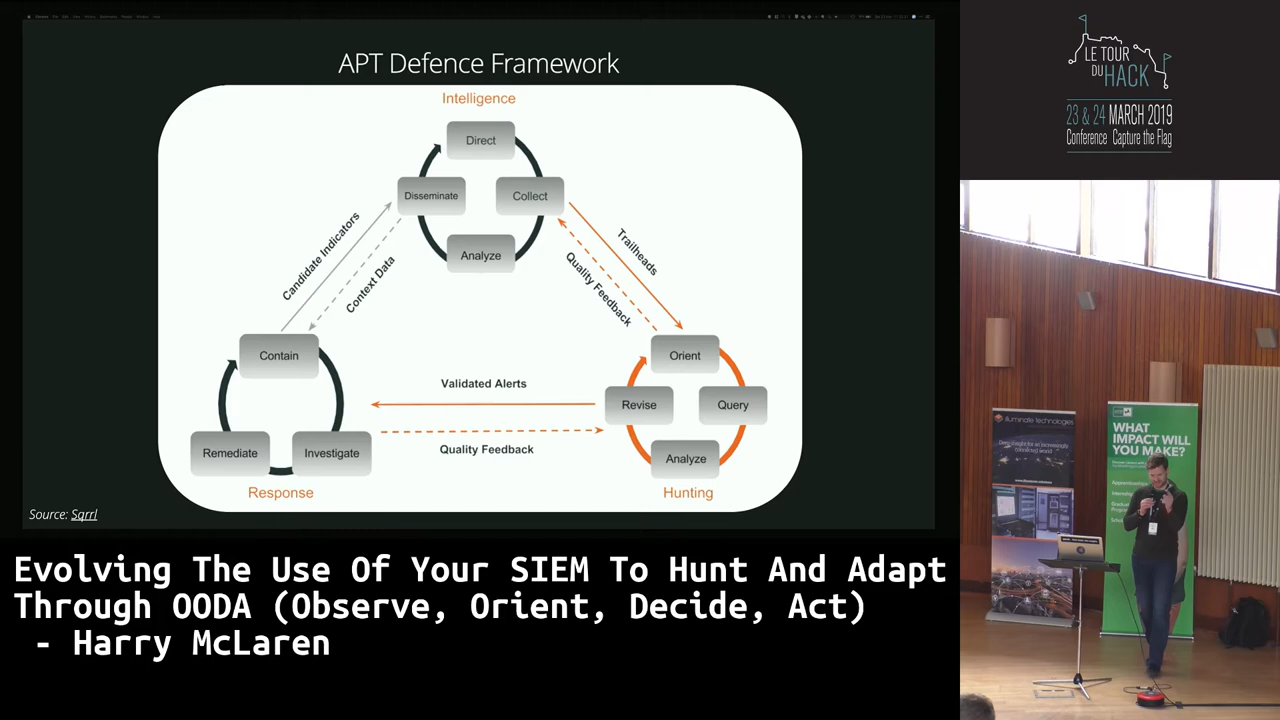 APT Defence Framework
Intelligence
Direct
Disseminate
Collect
Analyze
Candidate Indicators
Context Data
Trailheads
Quality Feedback
Contain
Remediate
Investigate
Response
Validated Alerts
Quality Feedback
Orient
Revise
Query
Analyze
Hunting
Source: Sqrrl
Evolving The Use Of Your SIEM To Hunt And Adapt
Through OODA (Observe, Orient, Decide, Act)
- Harry McLaren
LE TOUR
DU HACK
23 & 24 MARCH 2019
Conference Capture the Flag
illuminate technologies
WHAT
IMPACT WILL
YOU MAKE?